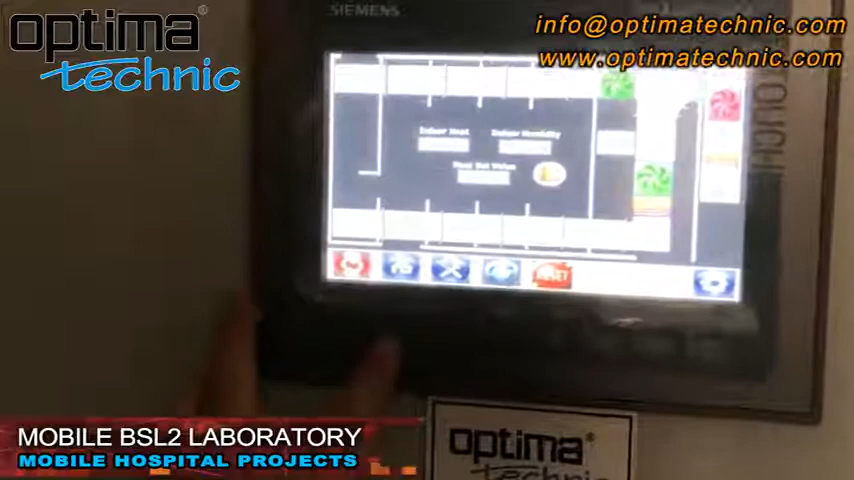 optima®
technic
info@optimatechnic.com
www.optimatechnic.com
SIEMENS
TOUCH
Indoor Heat
Indoor Humidity
Heat Set Value
RESET
MOBILE BSL2 LABORATORY
MOBILE HOSPITAL PROJECTS
optima®
technic